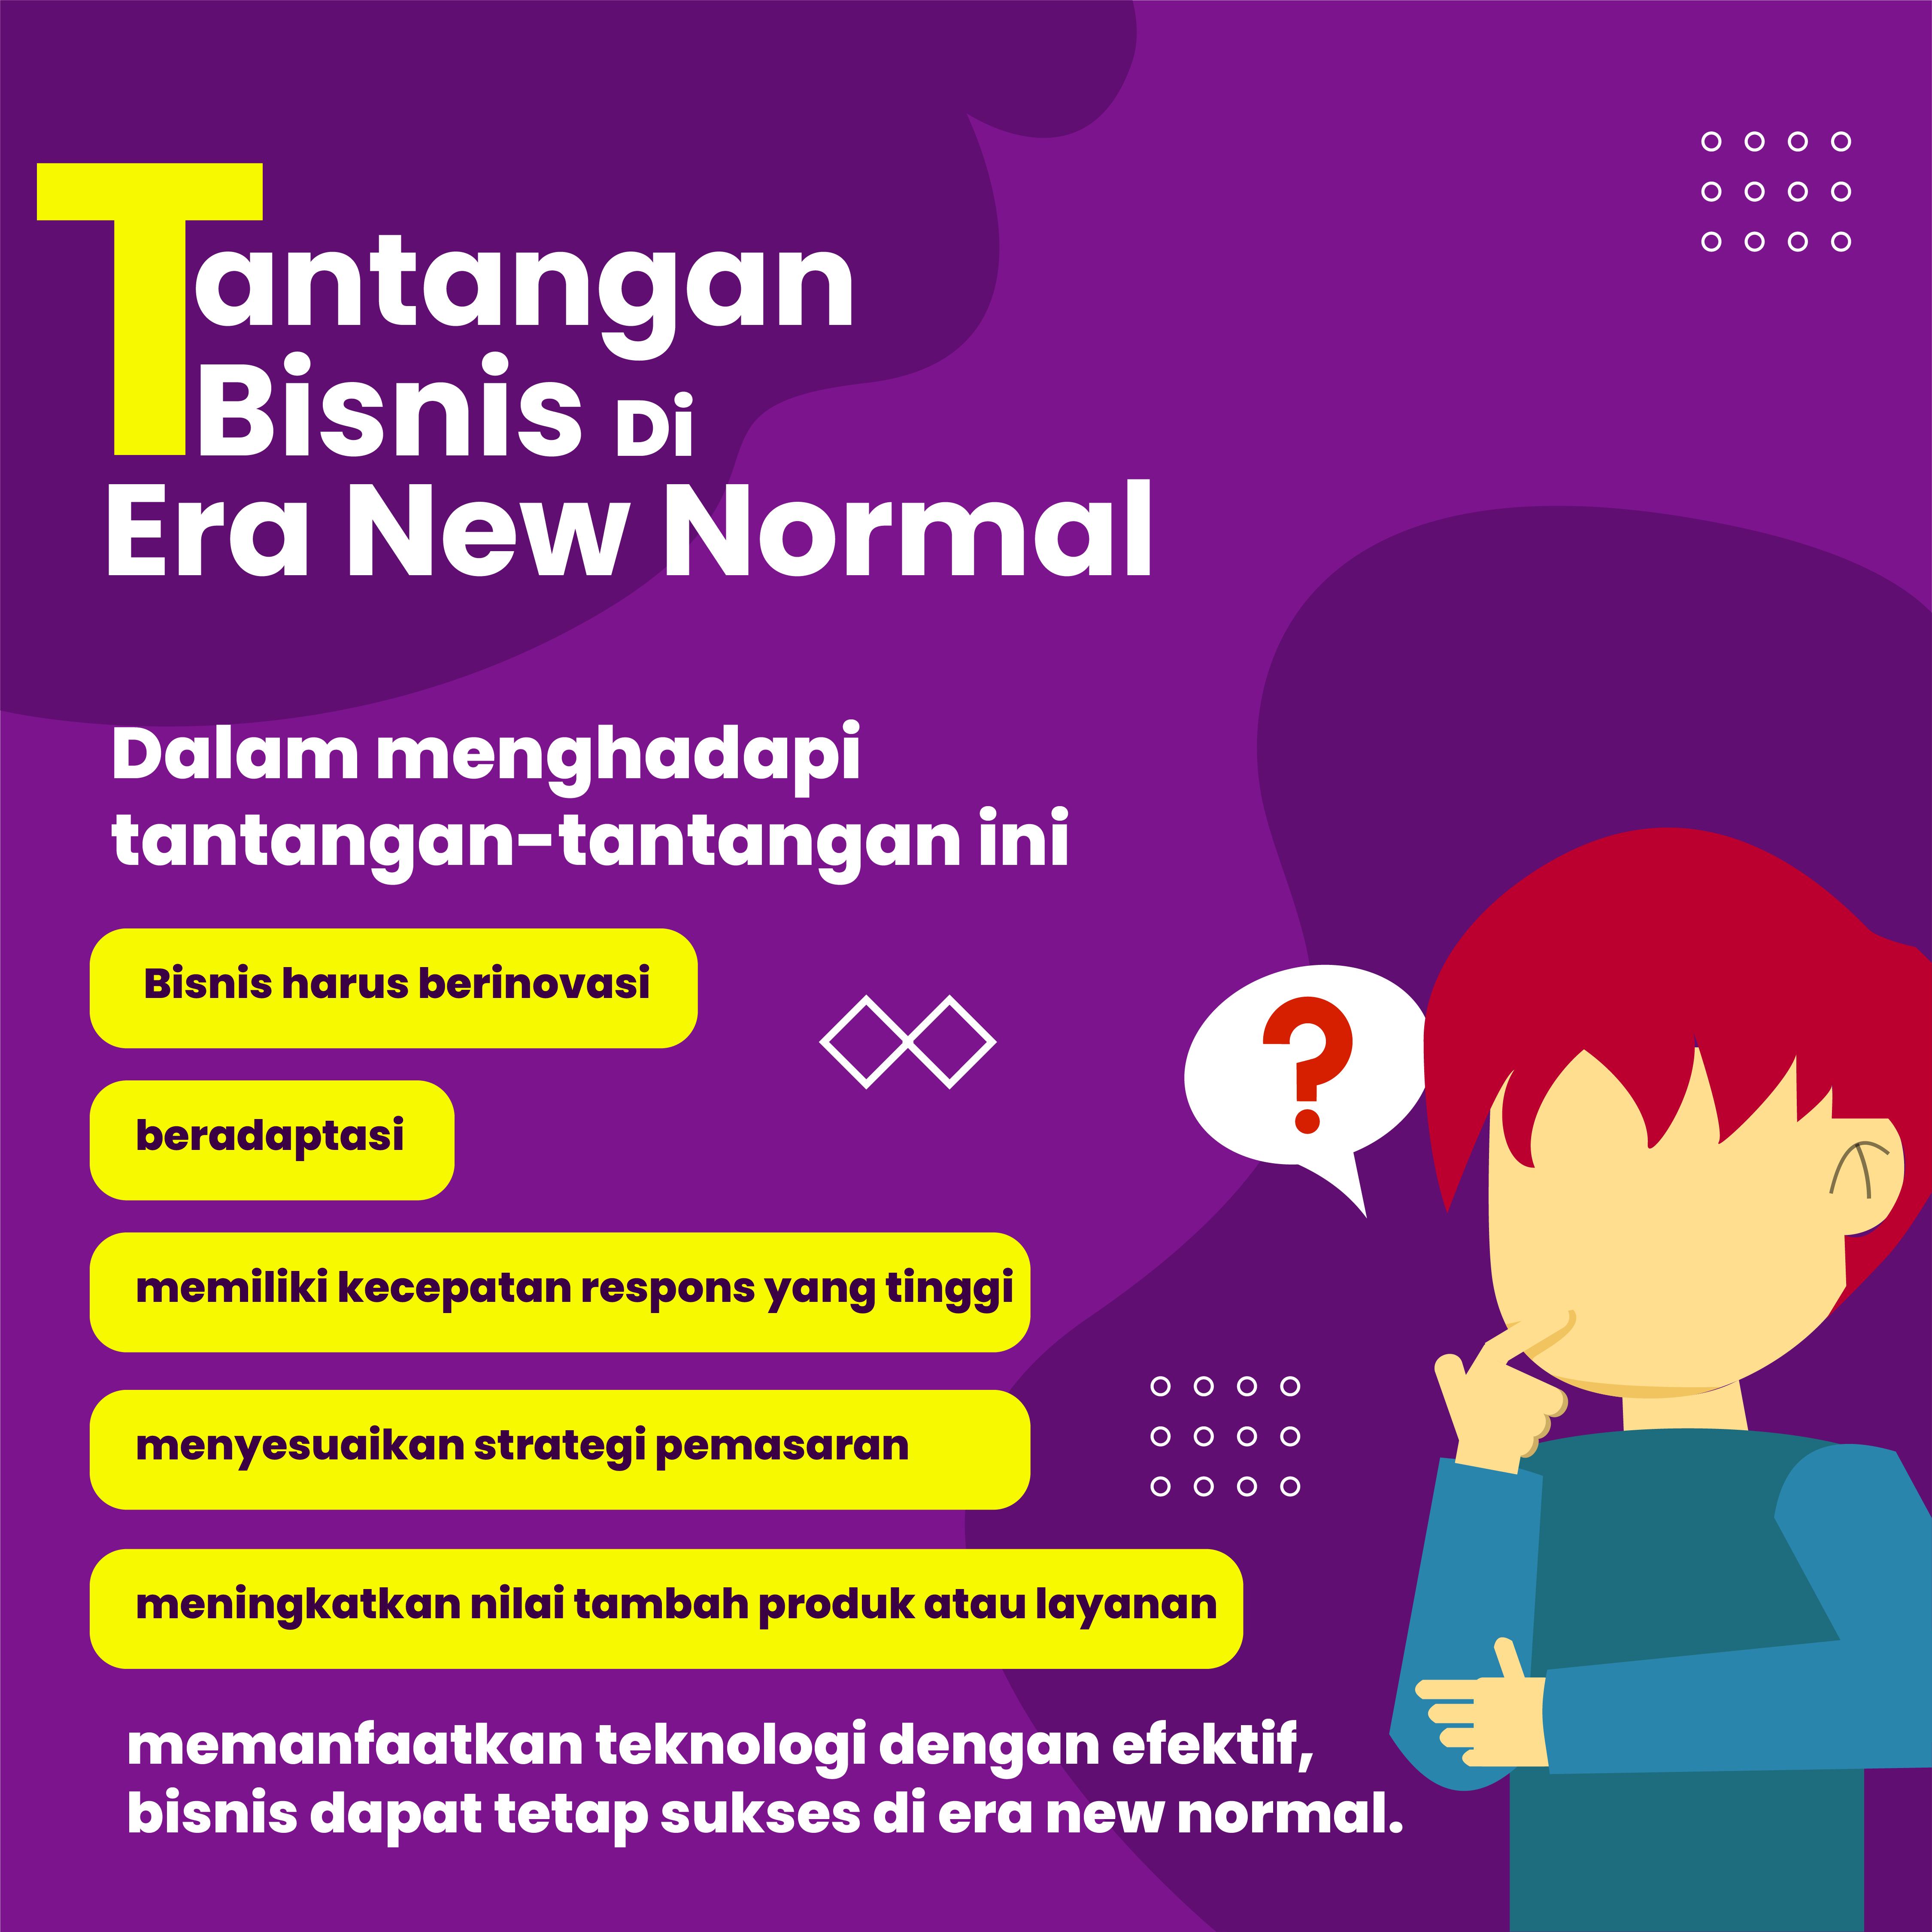 Tantangan
Bisnis Di
Era New Normal
Dalam menghadapi
tantangan-tantangan ini
Bisnis harus berinovasi
beradaptasi
memiliki kecepatan respons yang tinggi
menyesuaikan strategi pemasaran
meningkatkan nilai tambah produk atau layanan
?
memanfaatkan teknologi dengan efektif,
bisnis dapat tetap sukses di era new normal.